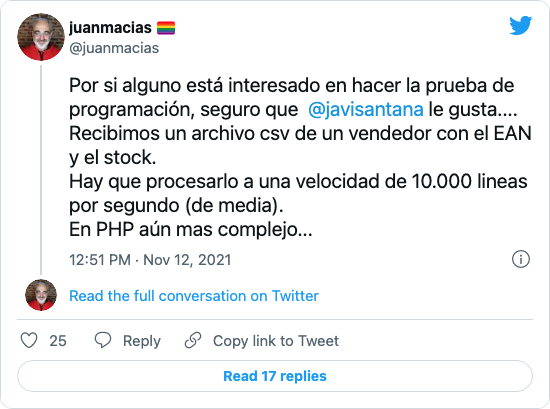 juanmacias 🏳️‍🌈
@juanmacias
Por si alguno está interesado en hacer la prueba de
programación, seguro que @javisantana le gusta....
Recibimos un archivo csv de un vendedor con el EAN
y el stock.
Hay que procesarlo a una velocidad de 10.000 lineas
por segundo (de media).
En PHP aún mas complejo...
12:51 PM · Nov 12, 2021
Read the full conversation on Twitter
25 Reply Copy link to Tweet
Read 17 replies